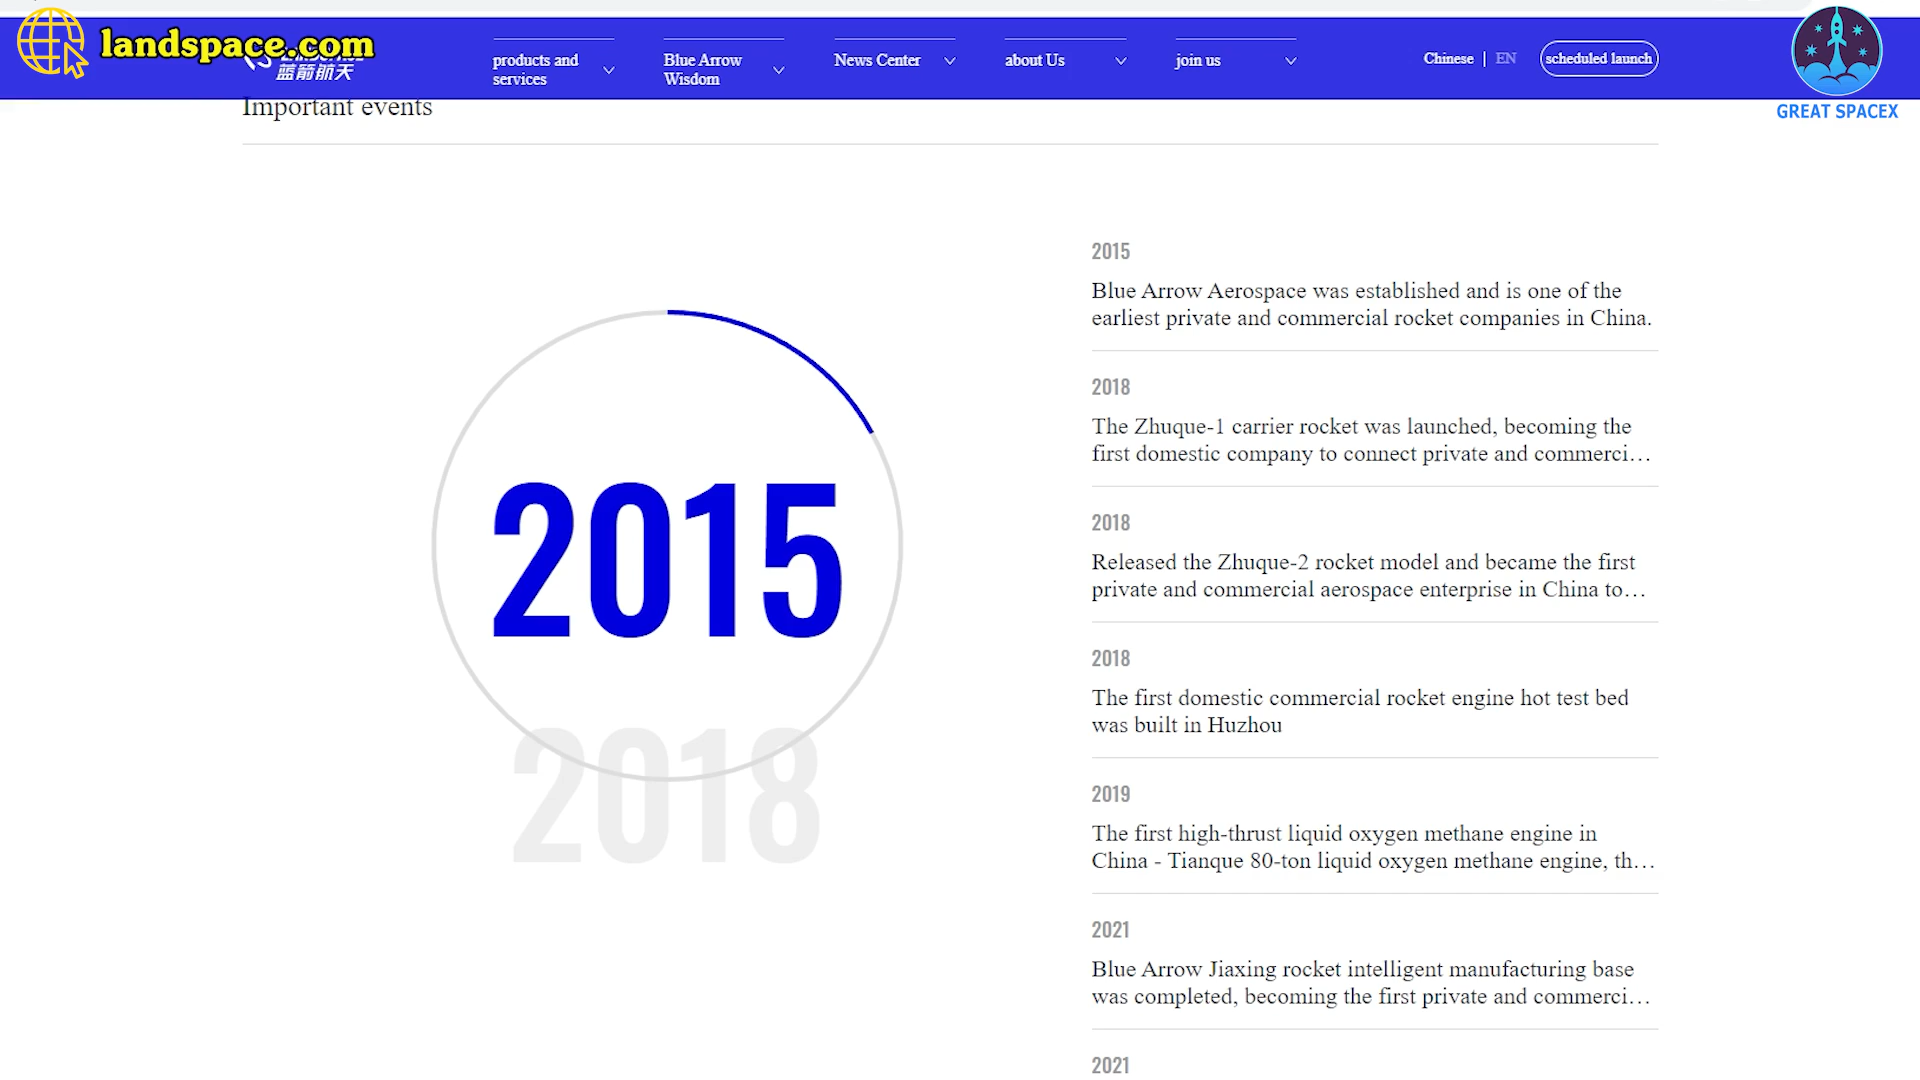 landspace.com
蓝箭航天
products and
services
Blue Arrow
Wisdom
News Center
about Us
join us
Chinese | EN
scheduled launch
GREAT SPACEX
Important events
2015
2018
2015
Blue Arrow Aerospace was established and is one of the
earliest private and commercial rocket companies in China.
2018
The Zhuque-1 carrier rocket was launched, becoming the
first domestic company to connect private and commerci…
2018
Released the Zhuque-2 rocket model and became the first
private and commercial aerospace enterprise in China to…
2018
The first domestic commercial rocket engine hot test bed
was built in Huzhou
2019
The first high-thrust liquid oxygen methane engine in
China - Tianque 80-ton liquid oxygen methane engine, th…
2021
Blue Arrow Jiaxing rocket intelligent manufacturing base
was completed, becoming the first private and commerci…
2021